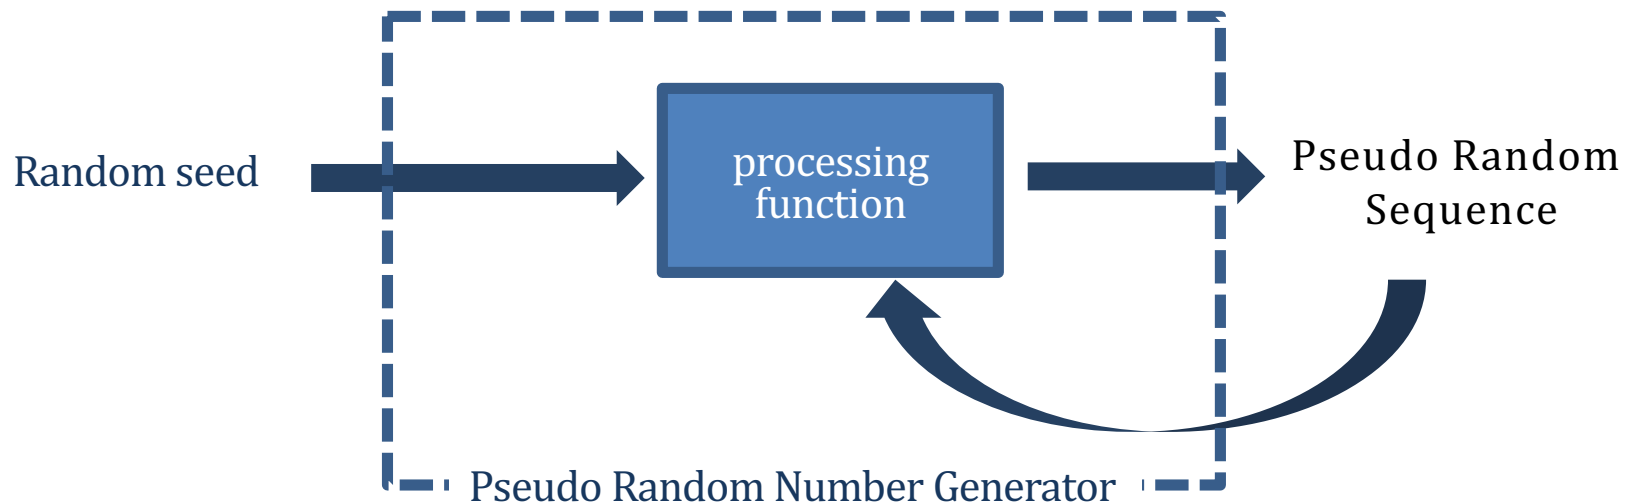 Random seed
processing
function
Pseudo Random
Sequence
Pseudo Random Number Generator